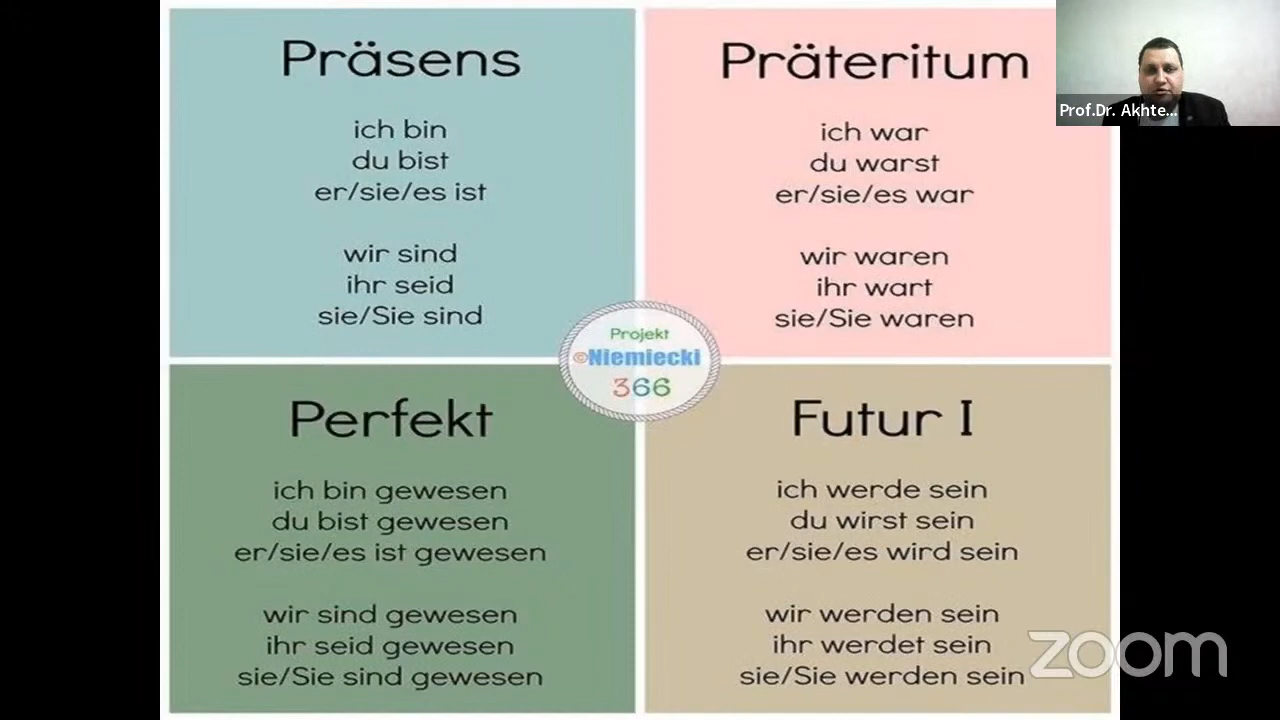 Präsens
ich bin
du bist
er/sie/es ist
wir sind
ihr seid
sie/Sie sind
Präteritum
ich war
du warst
er/sie/es war
wir waren
ihr wart
sie/Sie waren
Prof.Dr. Akhte...
Projekt
©Niemiecki
366
Perfekt
ich bin gewesen
du bist gewesen
er/sie/es ist gewesen
wir sind gewesen
ihr seid gewesen
sie/Sie sind gewesen
Futur I
ich werde sein
du wirst sein
er/sie/es wird sein
wir werden sein
ihr werdet sein
sie/Sie werden sein
zoom